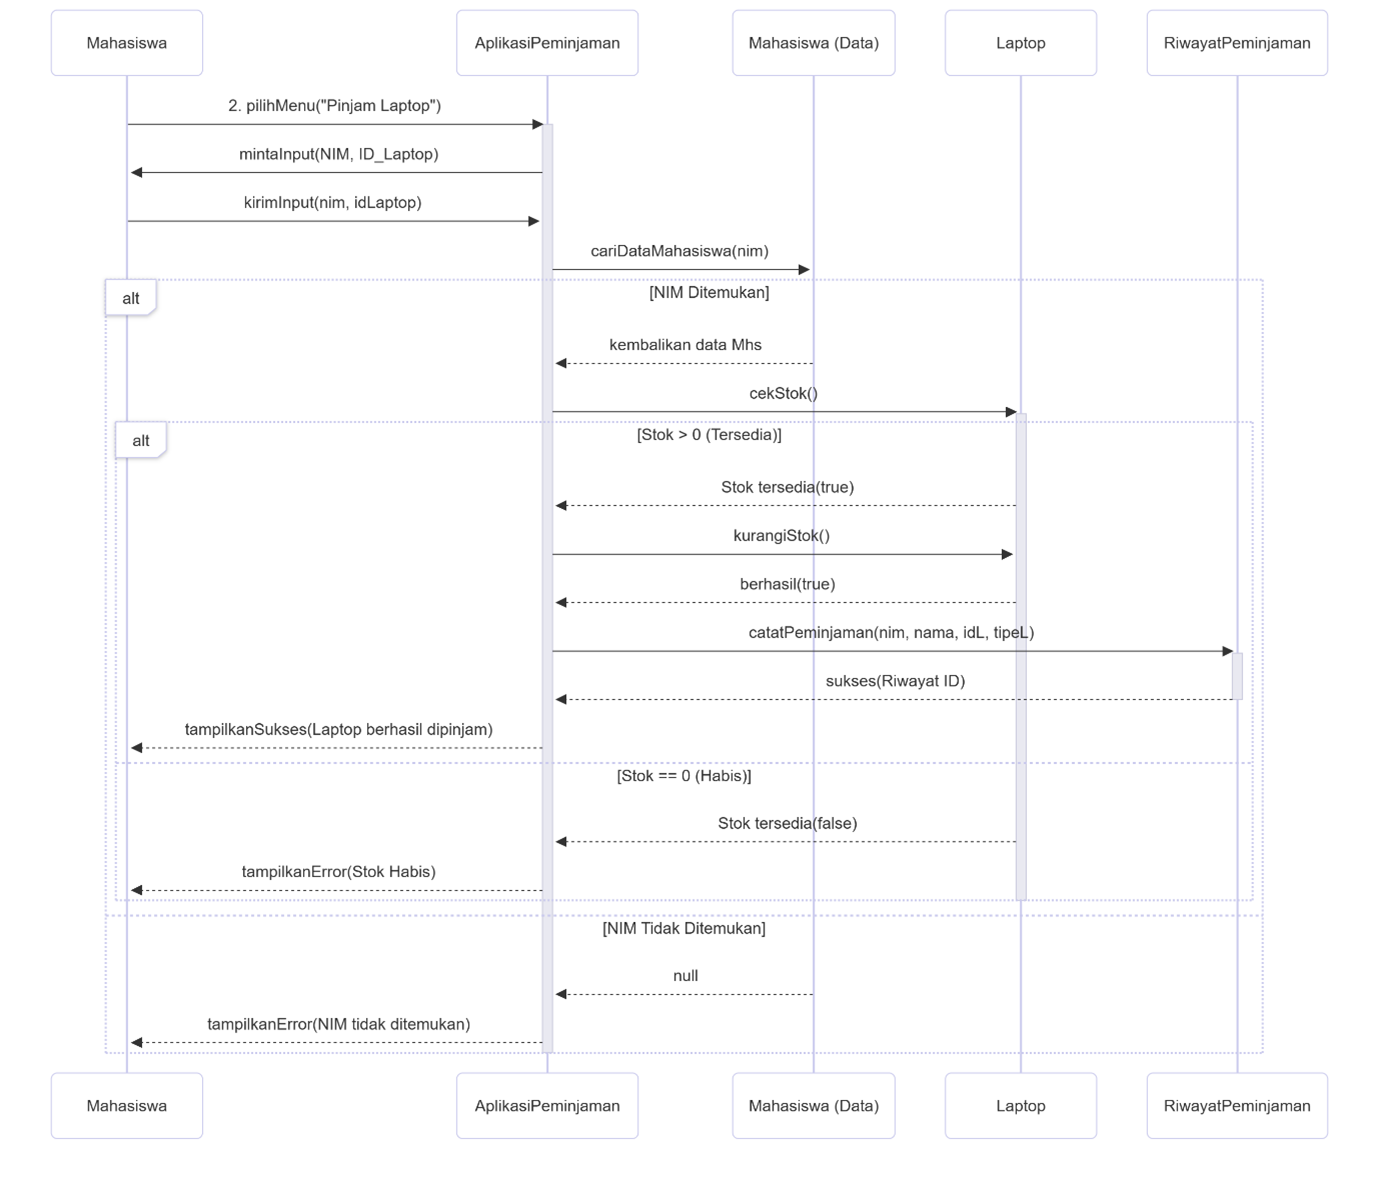 Mahasiswa
AplikasiPeminjaman
Mahasiswa (Data)
Laptop
RiwayatPeminjaman
2. pilihMenu("Pinjam Laptop")
mintaInput(NIM, ID_Laptop)
kirimInput(nim, idLaptop)
cariDataMahasiswa(nim)
alt
[NIM Ditemukan]
kembalikan data Mhs
cekStok()
alt
[Stok > 0 (Tersedia)]
Stok tersedia(true)
kurangiStok()
berhasil(true)
catatPeminjaman(nim, nama, idL, tipeL)
sukses(Riwayat ID)
tampilkanSukses(Laptop berhasil dipinjam)
[Stok == 0 (Habis)]
Stok tersedia(false)
tampilkanError(Stok Habis)
[NIM Tidak Ditemukan]
null
tampilkanError(NIM tidak ditemukan)
Mahasiswa
AplikasiPeminjaman
Mahasiswa (Data)
Laptop
RiwayatPeminjaman